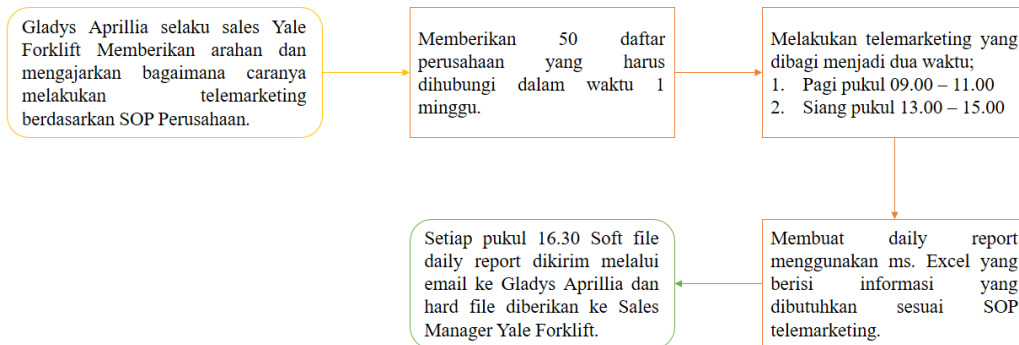 Gladys Aprillia selaku sales Yale
Forklift Memberikan arahan dan
mengajarkan bagaimana caranya
melakukan telemarketing
berdasarkan SOP Perusahaan.
Memberikan 50 daftar
perusahaan yang harus
dihubungi dalam waktu 1
minggu.
Melakukan telemarketing yang
dibagi menjadi dua waktu;
1. Pagi pukul 09.00 – 11.00
2. Siang pukul 13.00 – 15.00
Membuat daily report
menggunakan ms. Excel yang
berisi informasi yang
dibutuhkan sesuai SOP
telemarketing.
Setiap pukul 16.30 Soft file
daily report dikirim melalui
email ke Gladys Aprillia dan
hard file diberikan ke Sales
Manager Yale Forklift.